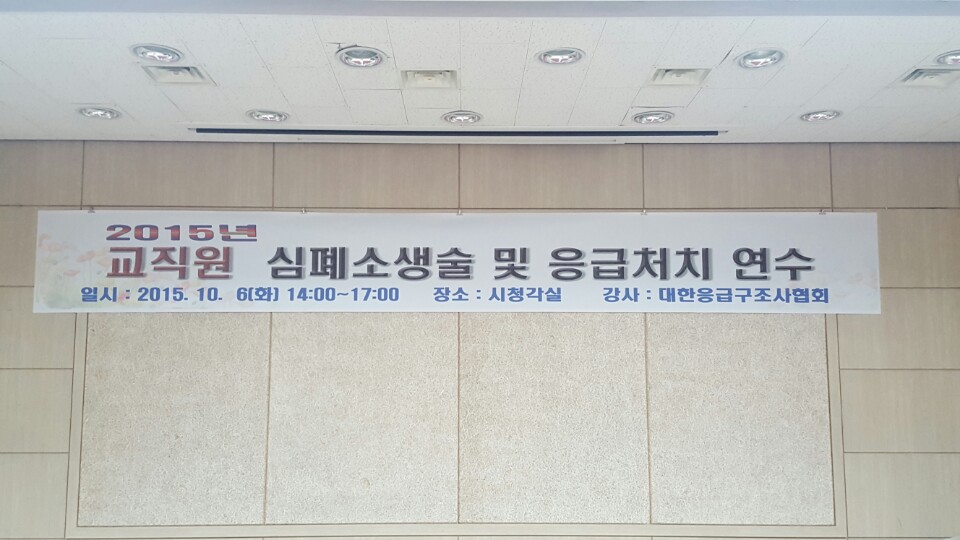 2015년
교직원 심폐소생술 및 응급처치 연수
일시 : 2015. 10. 6(화) 14:00~17:00 장소 : 시청각실 강사 : 대한응급구조사협회